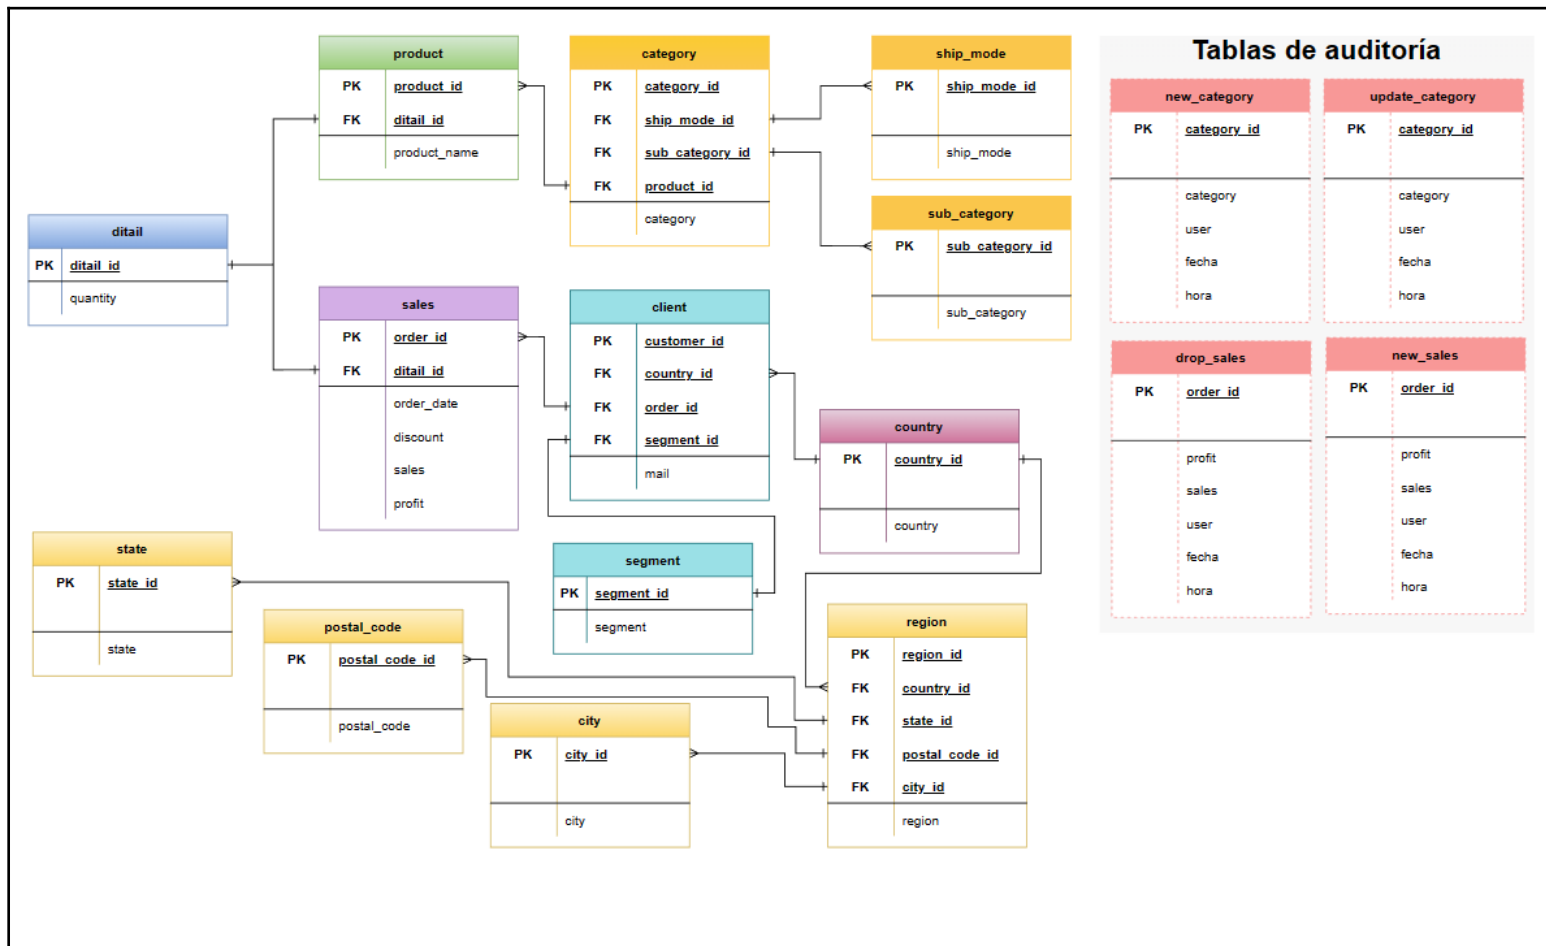 product
PK product_id
FK ditail_id
product_name
category
PK category_id
FK ship_mode_id
FK sub_category_id
FK product_id
category
ship_mode
PK ship_mode_id
ship_mode
sub_category
PK sub_category_id
sub_category
ditail
PK ditail_id
quantity
sales
PK order_id
FK ditail_id
order_date
discount
sales
profit
client
PK customer_id
FK country_id
FK order_id
FK segment_id
mail
country
PK country_id
country
state
PK state_id
state
segment
PK segment_id
segment
postal_code
PK postal_code_id
postal_code
city
PK city_id
city
region
PK region_id
FK country_id
FK state_id
FK postal_code_id
FK city_id
region
Tablas de auditoría
new_category
PK category_id
category
user
fecha
hora
update_category
PK category_id
category
user
fecha
hora
drop_sales
PK order_id
profit
sales
user
fecha
hora
new_sales
PK order_id
profit
sales
user
fecha
hora